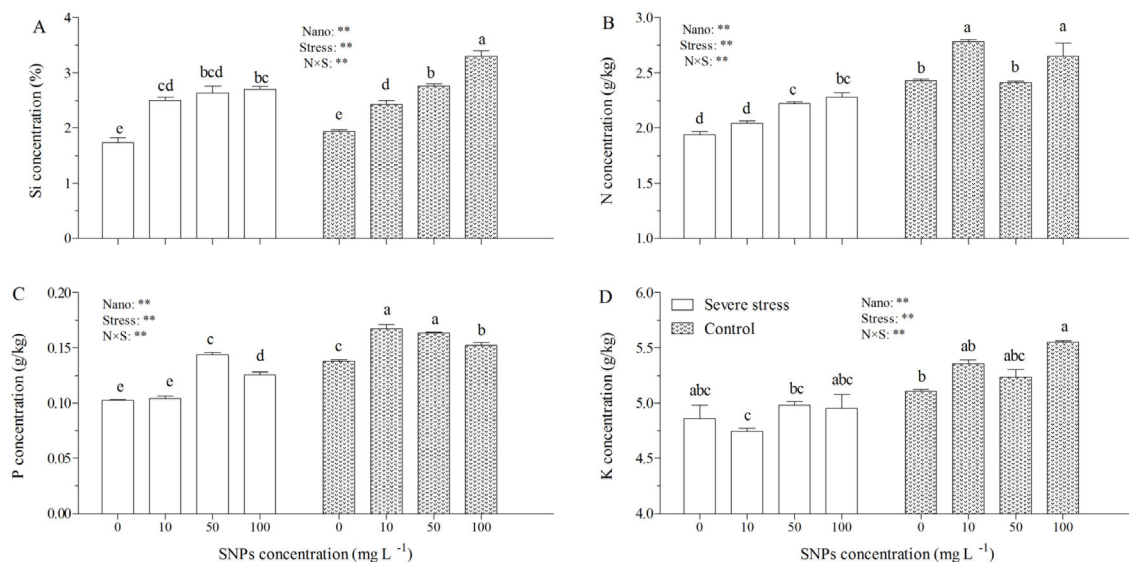 A
Nano: **
Stress: **
N×S: **
Si concentration (%)
4
3
2
1
0
e
cd
bcd
bc
e
d
b
a
B
Nano: **
Stress: **
N×S: **
N concentration (g/kg)
3.0
2.5
2.0
1.5
1.0
d
d
c
bc
b
a
b
a
C
Nano: **
Stress: **
N×S: **
P concentration (g/kg)
0.20
0.15
0.10
0.05
0.00
e
e
c
d
c
a
a
b
0 10 50 100 0 10 50 100
SNPs concentration (mg L ⁻¹)
D
Severe stress
Control
Nano: **
Stress: **
N×S: **
K concentration (g/kg)
6.0
5.5
5.0
4.5
4.0
abc
c
bc
abc
b
ab
abc
a
0 10 50 100 0 10 50 100
SNPs concentration (mg L ⁻¹)